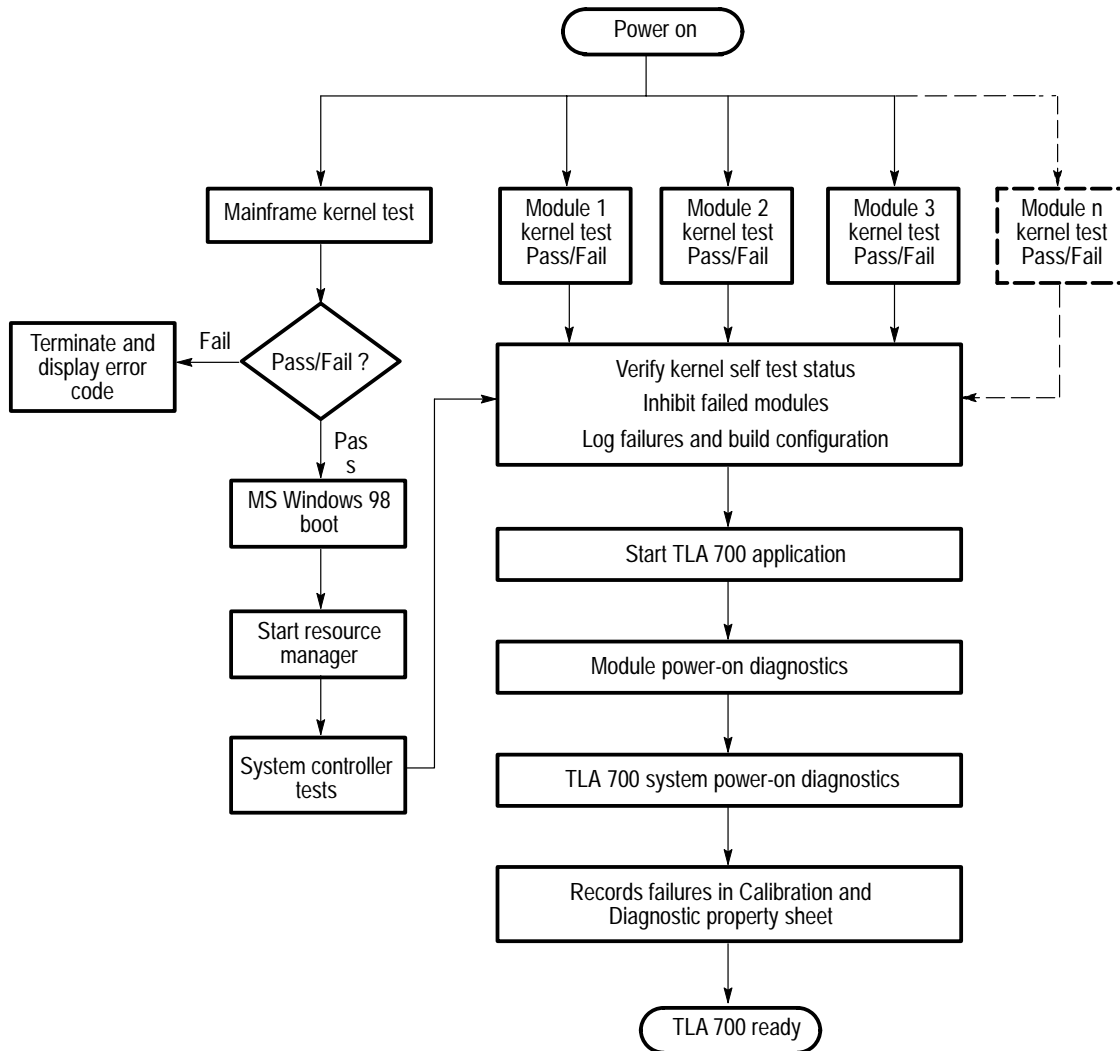 Power on
Mainframe kernel test
Module 1
kernel test
Pass/Fail
Module 2
kernel test
Pass/Fail
Module 3
kernel test
Pass/Fail
Module n
kernel test
Pass/Fail
Terminate and
display error
code
Fail
Pass/Fail ?
Pas
s
MS Windows 98
boot
Start resource
manager
System controller
tests
Verify kernel self test status
Inhibit failed modules
Log failures and build configuration
Start TLA 700 application
Module power-on diagnostics
TLA 700 system power-on diagnostics
Records failures in Calibration and
Diagnostic property sheet
TLA 700 ready